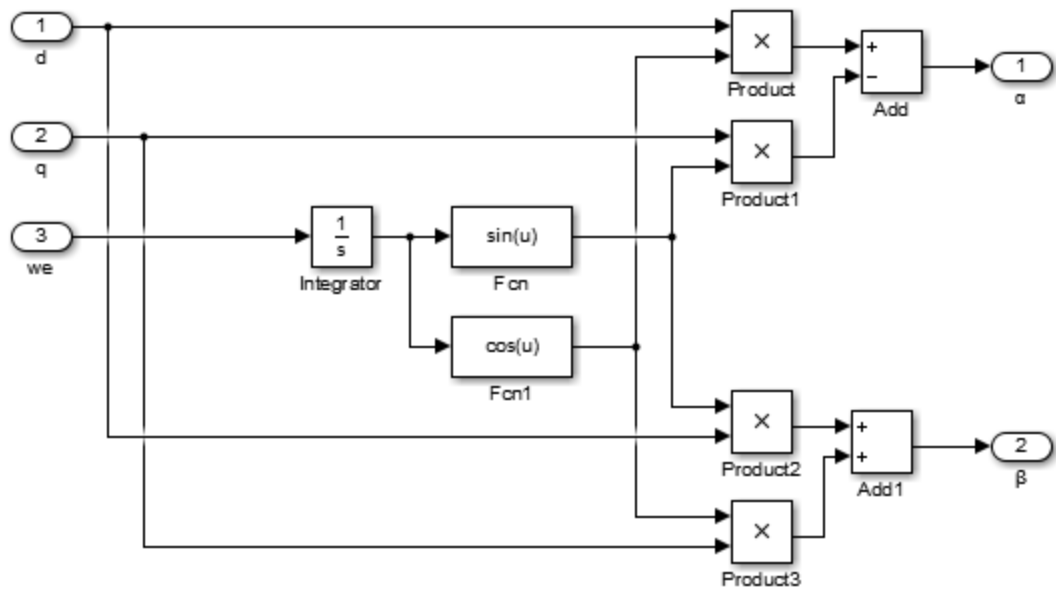 1
d
×
Product
+
−
Add
1
α
2
q
×
Product1
3
we
1
s
Integrator
sin(u)
Fcn
cos(u)
Fcn1
×
Product2
+
+
Add1
2
β
×
Product3